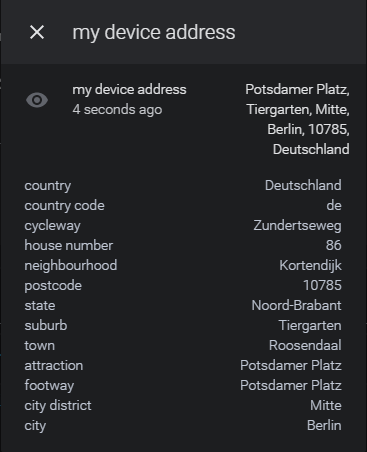 my device address
my device address
4 seconds ago
Potsdamer Platz,
Tiergarten, Mitte,
Berlin, 10785,
Deutschland
country Deutschland
country code de
cycleway Zundertseweg
house number 86
neighbourhood Kortendijk
postcode 10785
state Noord-Brabant
suburb Tiergarten
town Roosendaal
attraction Potsdamer Platz
footway Potsdamer Platz
city district Mitte
city Berlin